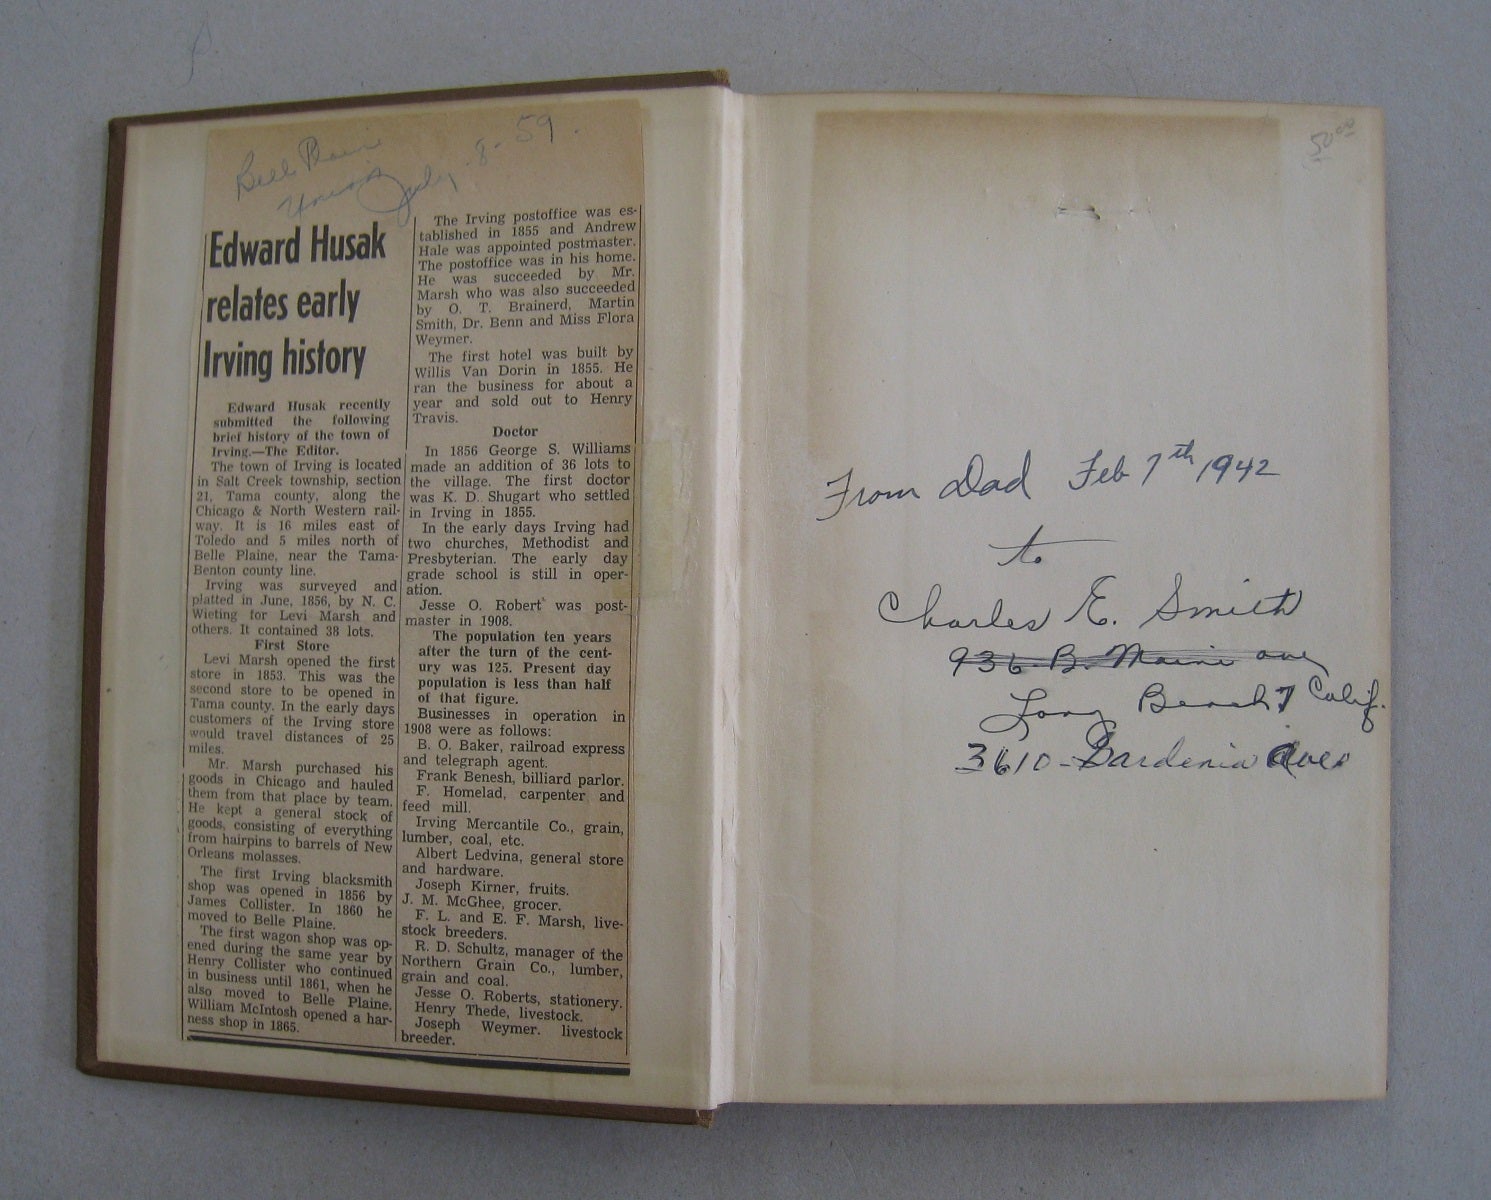 Belle Plaine
Union July 8-59.
Edward Husak
relates early
Irving history
Edward Husak recently
submitted the following
brief history of the town of
Irving.—The Editor.
The town of Irving is located
in Salt Creek township, section
21, Tama county, along the
Chicago & North Western rail-
way. It is 16 miles east of
Toledo and 5 miles north of
Belle Plaine, near the Tama-
Benton county line.
Irving was surveyed and
platted in June, 1856, by N. C.
Wieting for Levi Marsh and
others. It contained 38 lots.
First Store
Levi Marsh opened the first
store in 1853. This was the
second store to be opened in
Tama county. In the early days
customers of the Irving store
would travel distances of 25
miles.
Mr. Marsh purchased his
goods in Chicago and hauled
them from that place by team.
He kept a general stock of
goods, consisting of everything
from hairpins to barrels of New
Orleans molasses.
The first Irving blacksmith
shop was opened in 1856 by
James Collister. In 1860 he
moved to Belle Plaine.
The first wagon shop was op-
ened during the same year by
Henry Collister who continued
in business until 1861, when he
also moved to Belle Plaine.
William McIntosh opened a har-
ness shop in 1865.
The Irving postoffice was es-
tablished in 1855 and Andrew
Hale was appointed postmaster.
The postoffice was in his home.
He was succeeded by Mr.
Marsh who was also succeeded
by O. T. Brainerd, Martin
Smith, Dr. Benn and Miss Flora
Weymer.
The first hotel was built by
Willis Van Dorin in 1855. He
ran the business for about a
year and sold out to Henry
Travis.
Doctor
In 1856 George S. Williams
made an addition of 36 lots to
the village. The first doctor
was K. D. Shugart who settled
in Irving in 1855.
In the early days Irving had
two churches, Methodist and
Presbyterian. The early day
grade school is still in oper-
ation.
Jesse O. Robert was post-
master in 1908.
The population ten years
after the turn of the cent-
ury was 125. Present day
population is less than half
of that figure.
Businesses in operation in
1908 were as follows:
B. O. Baker, railroad express
and telegraph agent.
Frank Benesh, billiard parlor.
F. Homelad, carpenter and
feed mill.
Irving Mercantile Co., grain,
lumber, coal, etc.
Albert Ledvina, general store
and hardware.
Joseph Kirner, fruits.
J. M. McGhee, grocer.
F. L. and E. F. Marsh, live-
stock breeders.
R. D. Schultz, manager of the
Northern Grain Co., lumber,
grain and coal.
Jesse O. Roberts, stationery.
Henry Thede, livestock.
Joseph Weymer. livestock
breeder.
50 00
From Dad Feb 7th 1942
to
Charles E. Smith
936 B. Maine ave
Long Beach 7 Calif.
3610 - Gardenia Ave